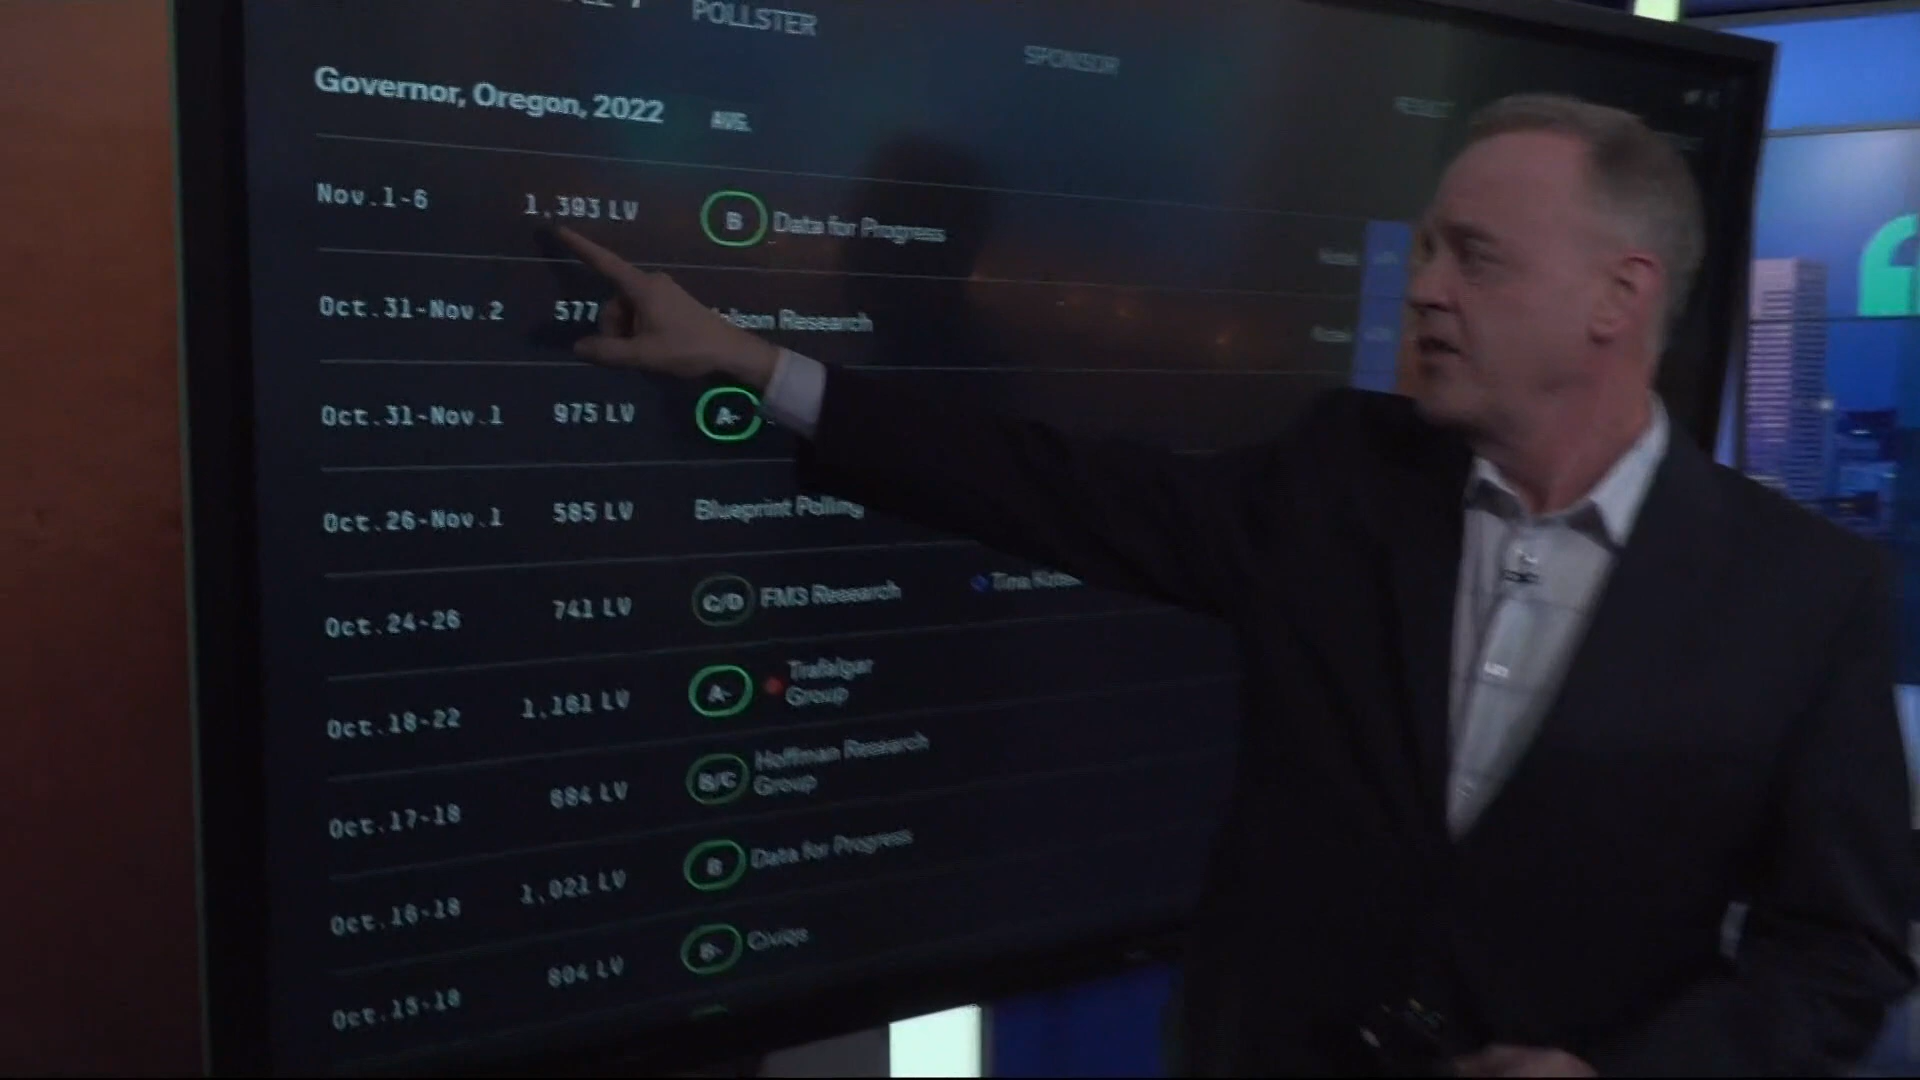 POLLSTER
SPONSOR
Governor, Oregon, 2022 AVG.
Nov.1-6 1,393 LV B Data for Progress
Oct.31-Nov.2 577 Research
Oct.31-Nov.1 975 LV A-
Oct.26-Nov.1 585 LV Blueprint Polling
Oct.24-26 741 LV C/D FM3 Research Tina
Oct.18-22 1,161 LV A- Trafalgar
Group
Oct.17-18 684 LV B/C Hoffman Research
Group
Oct.16-18 1,021 LV B Data for Progress
Oct.15-18 804 LV B- Civiqs